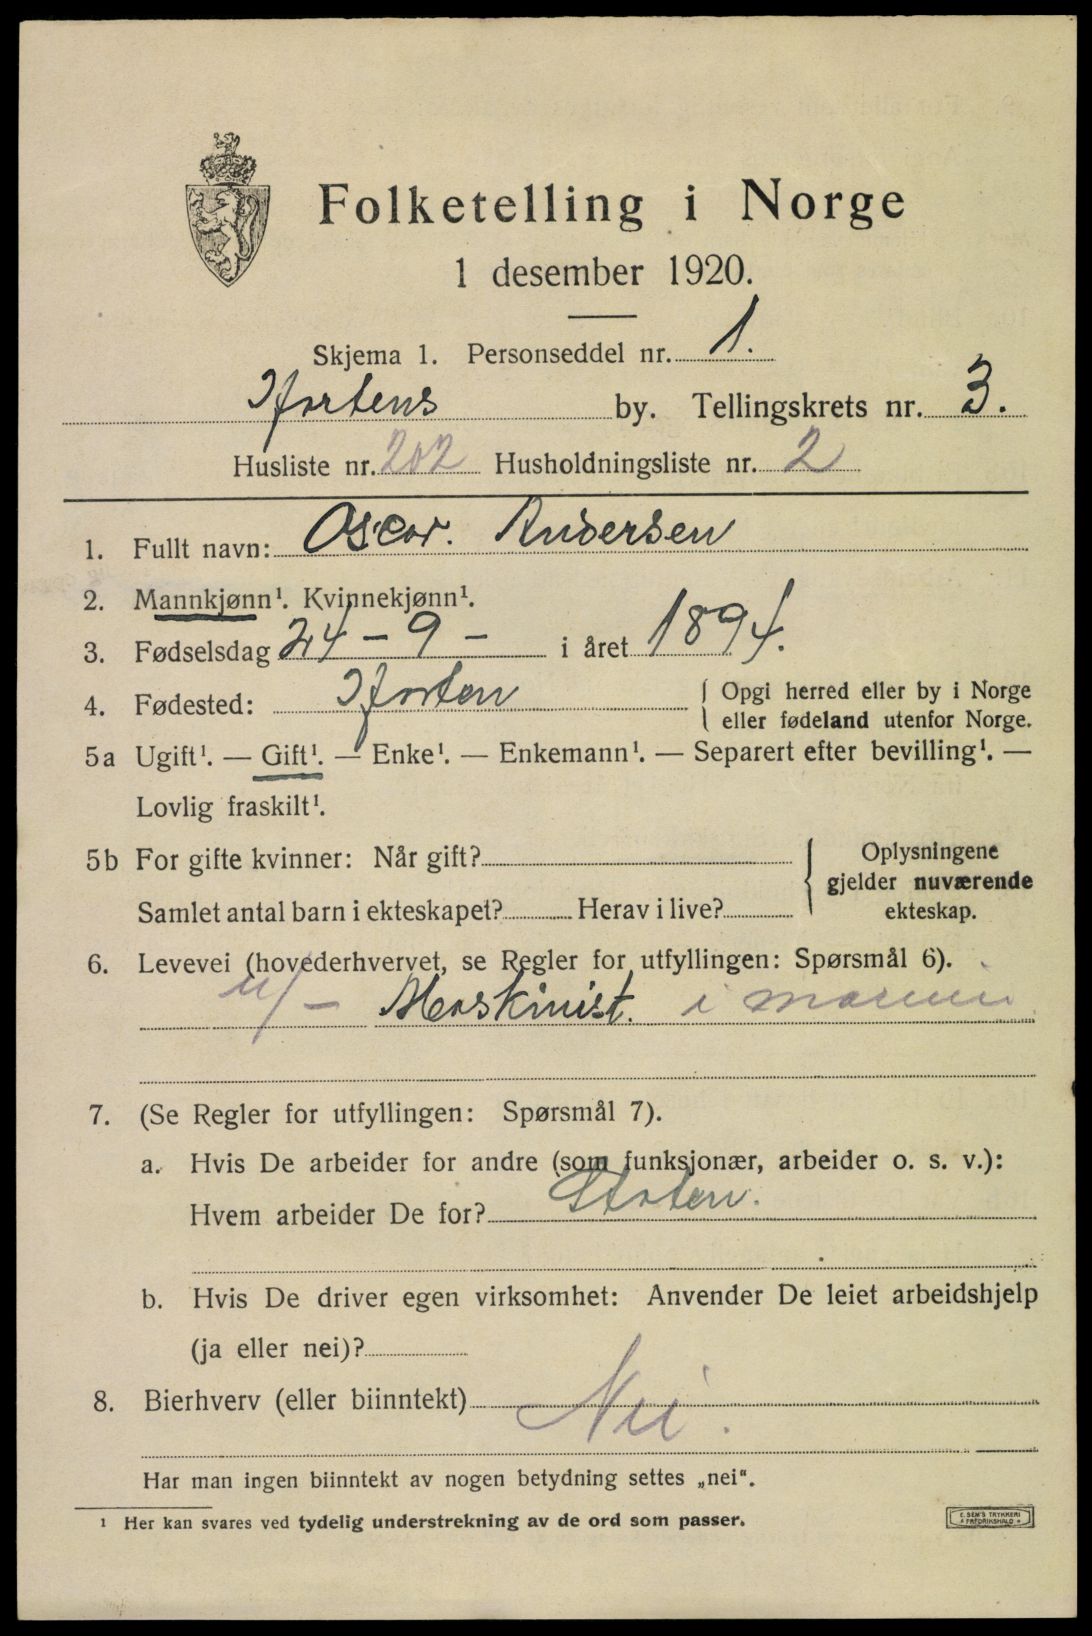 Folketelling i Norge
1 desember 1920.
Skjema 1. Personseddel nr. 1.
Hortens by. Tellingskrets nr. 3.
Husliste nr. 202 Husholdningsliste nr. 2
1. Fullt navn: Oscar. Andersen
2. Mannkjønn¹. Kvinnekjønn¹.
3. Fødselsdag 24 - 9 - i året 1894.
4. Fødested: Horten { Opgi herred eller by i Norge
eller fødeland utenfor Norge.
5a Ugift¹. — Gift¹. — Enke¹. — Enkemann¹. — Separert efter bevilling¹. —
Lovlig fraskilt¹.
5b For gifte kvinner: Når gift? { Oplysningene
gjelder nuværende
Samlet antal barn i ekteskapet? Herav i live? ekteskap.
6. Levevei (hovederhvervet, se Regler for utfyllingen: Spørsmål 6).
u/- Maskinist. i marinen
7. (Se Regler for utfyllingen: Spørsmål 7).
a. Hvis De arbeider for andre (som funksjonær, arbeider o. s. v.):
Hvem arbeider De for? Staten.
b. Hvis De driver egen virksomhet: Anvender De leiet arbeidshjelp
(ja eller nei)?
8. Bierhverv (eller biinntekt) Nei.
Har man ingen biinntekt av nogen betydning settes „nei“.
¹ Her kan svares ved tydelig understrekning av de ord som passer.
E. SEM'S TRYKKERI
FREDRIKSHALD